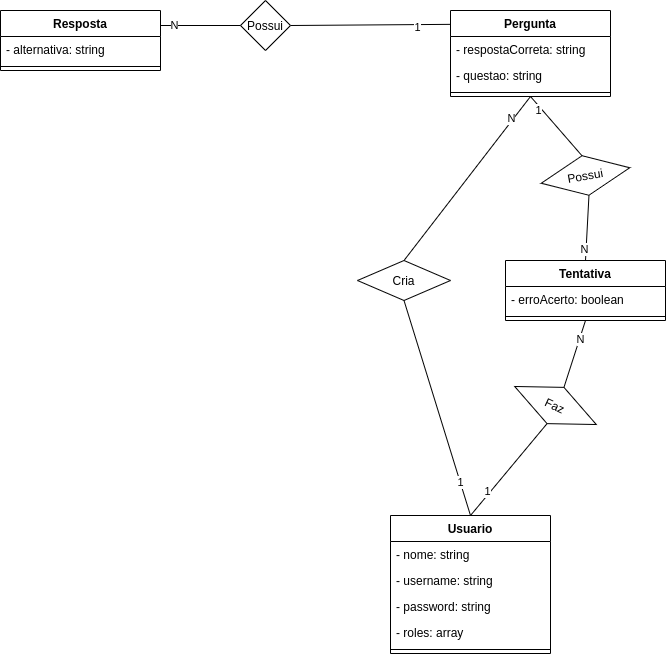 Resposta
- alternativa: string
N
Possui
1
Pergunta
- respostaCorreta: string
- questao: string
N
1
Possui
N
Cria
Tentativa
- erroAcerto: boolean
N
Faz
1
1
Usuario
- nome: string
- username: string
- password: string
- roles: array